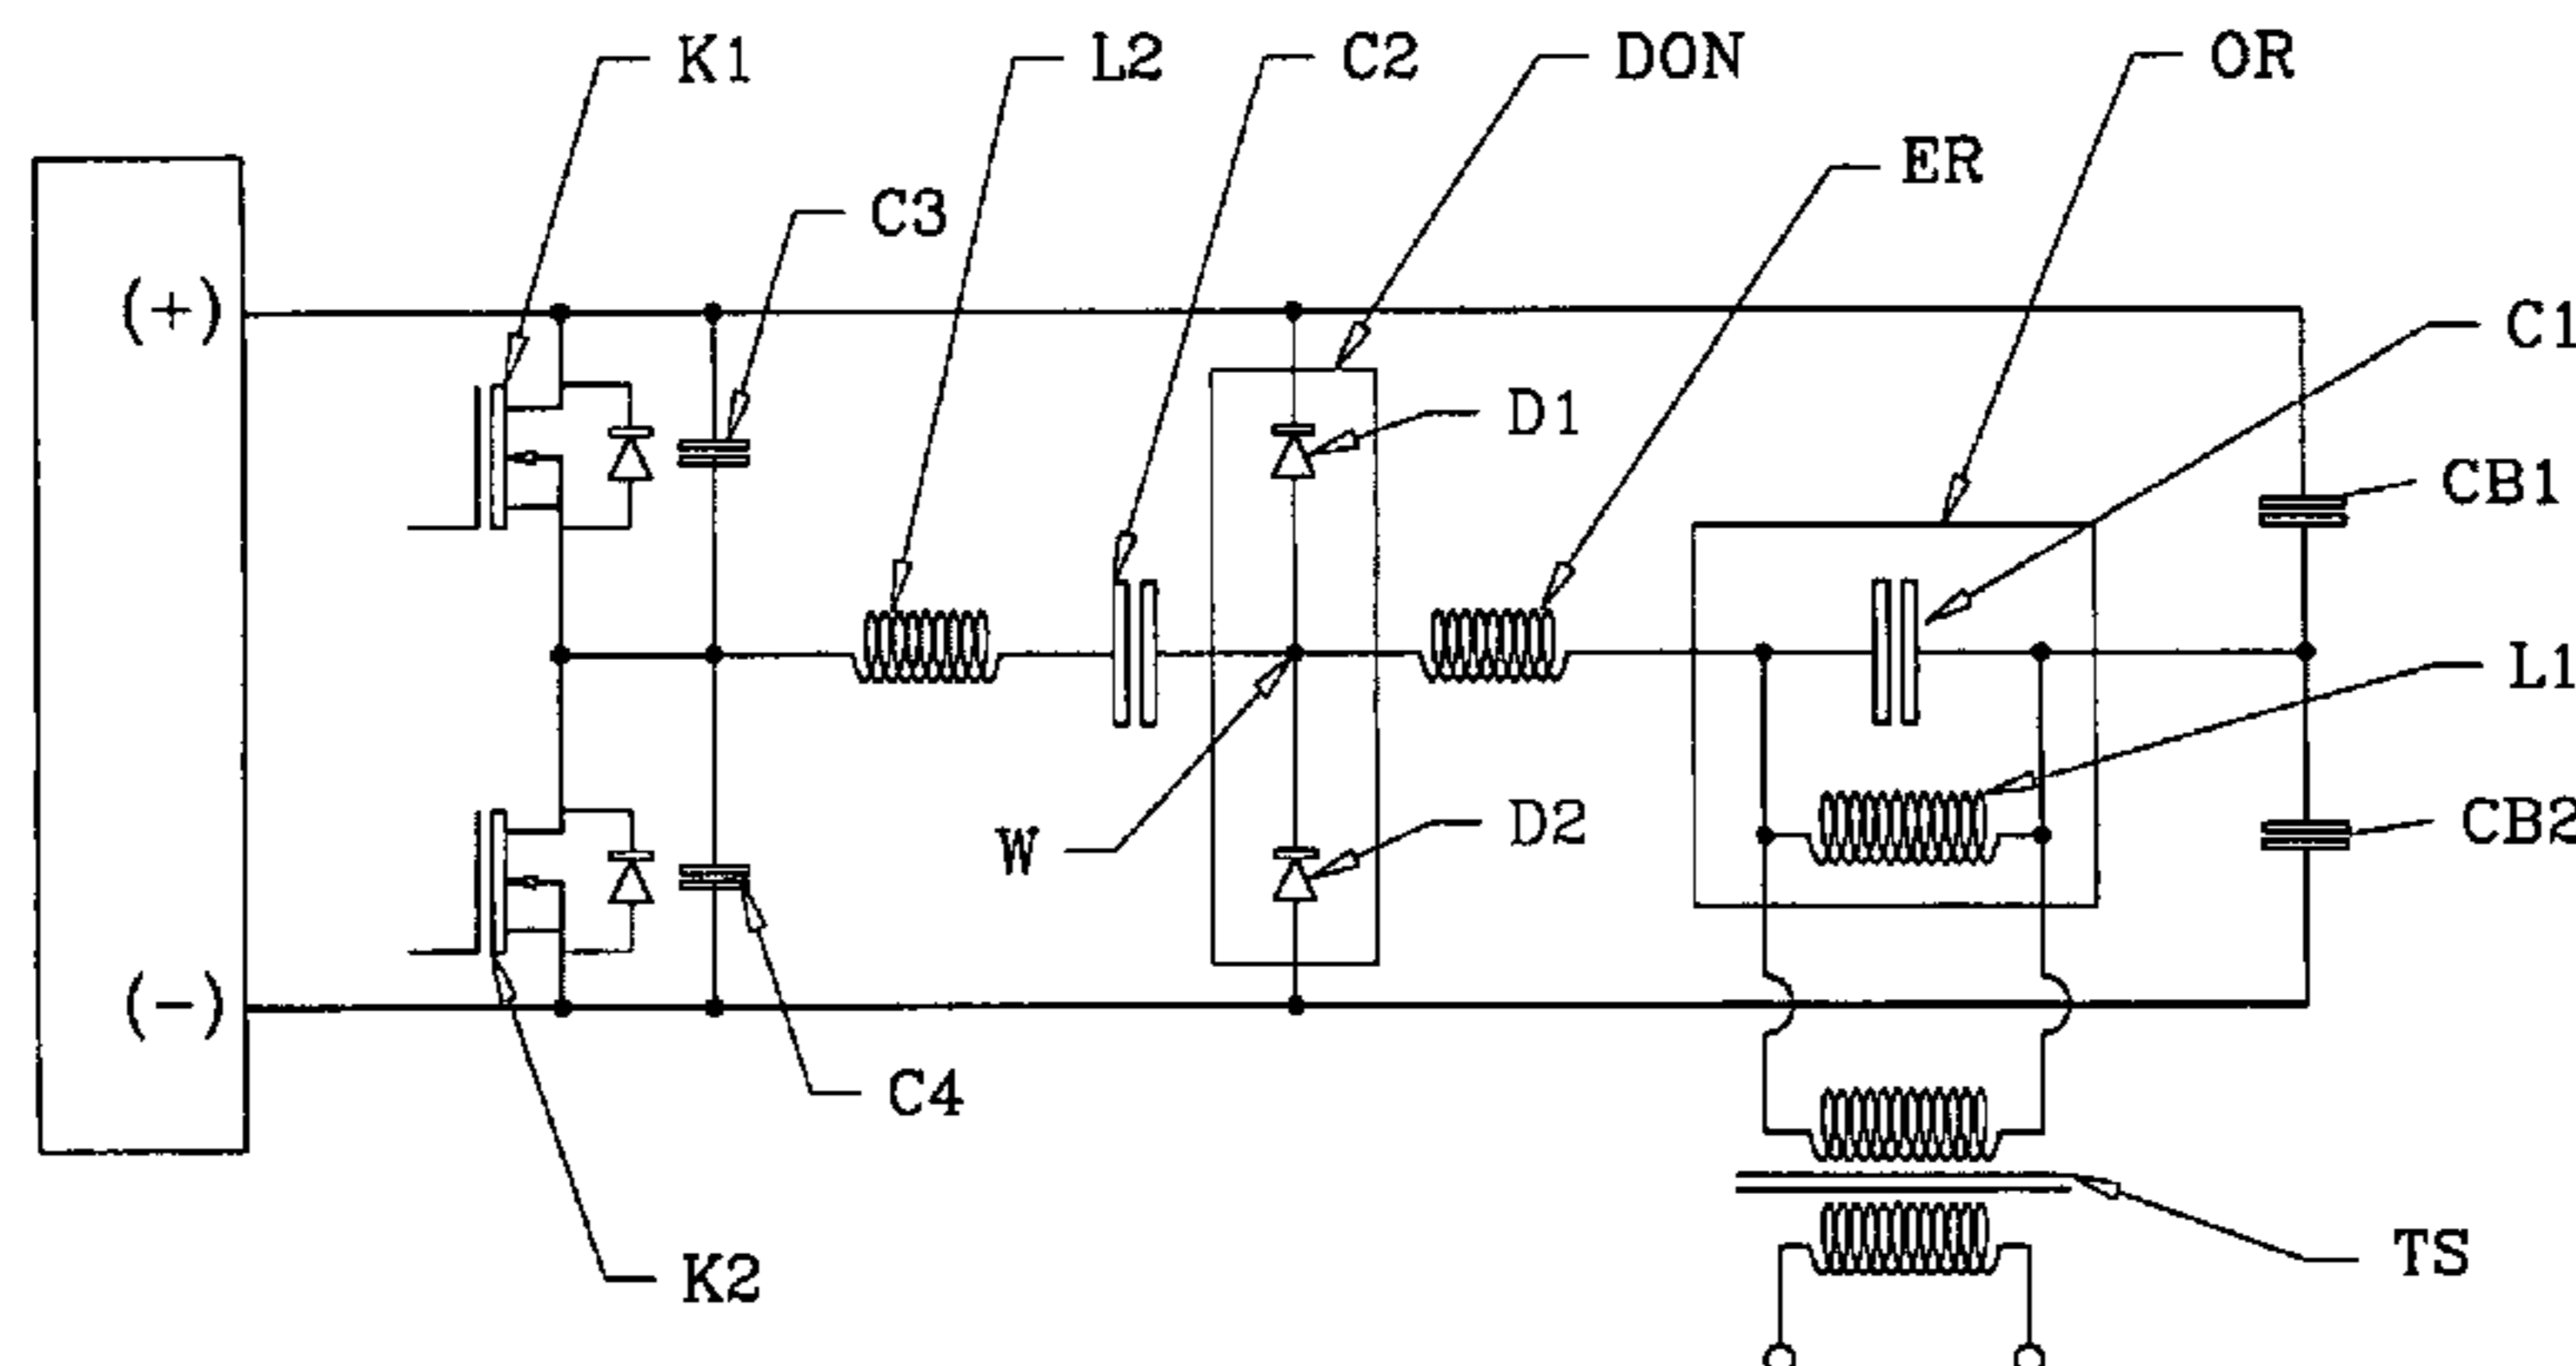 K1
L2
C2
DON
OR
ER
C3
(+)
C1
D1
CB1
L1
W
D2
CB2
(-)
C4
K2
TS